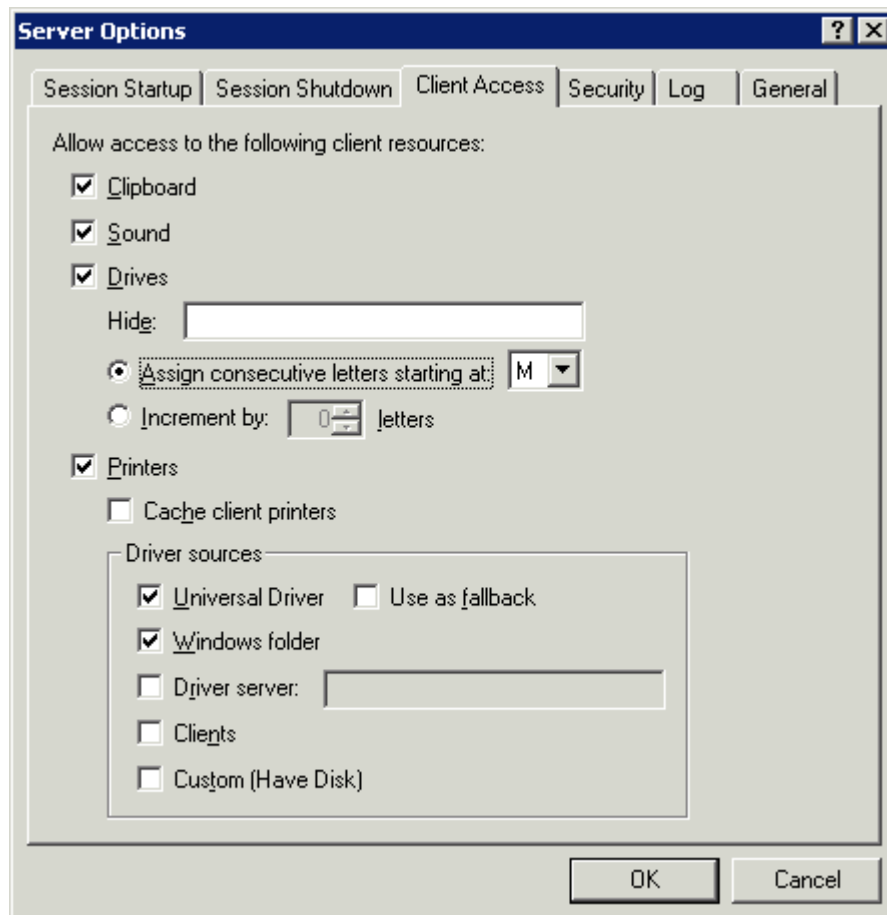 Server Options
Session Startup Session Shutdown Client Access Security Log General
Allow access to the following client resources:
Clipboard
Sound
Drives
Hide:
Assign consecutive letters starting at: M
Increment by: 0 letters
Printers
Cache client printers
Driver sources
Universal Driver Use as fallback
Windows folder
Driver server:
Clients
Custom (Have Disk)
OK Cancel